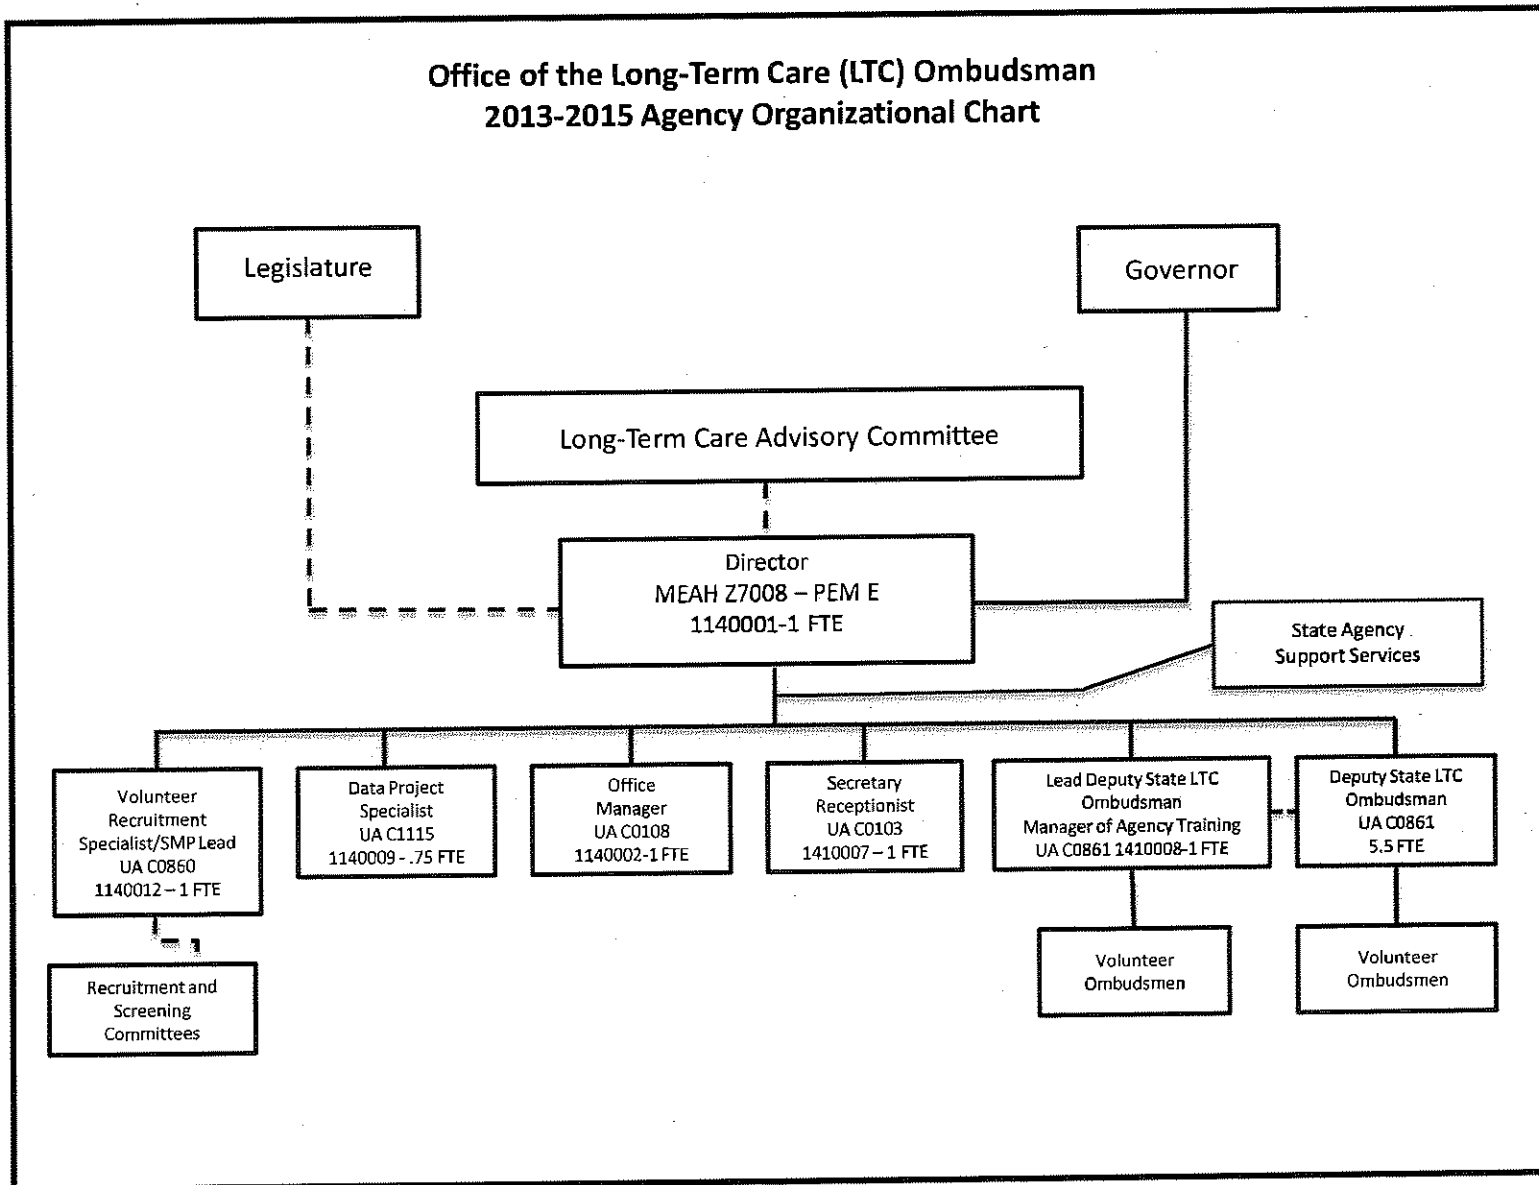 Office of the Long-Term Care (LTC) Ombudsman
2013-2015 Agency Organizational Chart
Legislature
Governor
Long-Term Care Advisory Committee
Director
MEAH Z7008 – PEM E
1140001-1 FTE
State Agency
Support Services
Volunteer
Recruitment
Specialist/SMP Lead
UA C0860
1140012 – 1 FTE
Data Project
Specialist
UA C1115
1140009 - .75 FTE
Office
Manager
UA C0108
1140002-1 FTE
Secretary
Receptionist
UA C0103
1410007 – 1 FTE
Lead Deputy State LTC
Ombudsman
Manager of Agency Training
UA C0861 1410008-1 FTE
Deputy State LTC
Ombudsman
UA C0861
5.5 FTE
Recruitment and
Screening
Committees
Volunteer
Ombudsmen
Volunteer
Ombudsmen